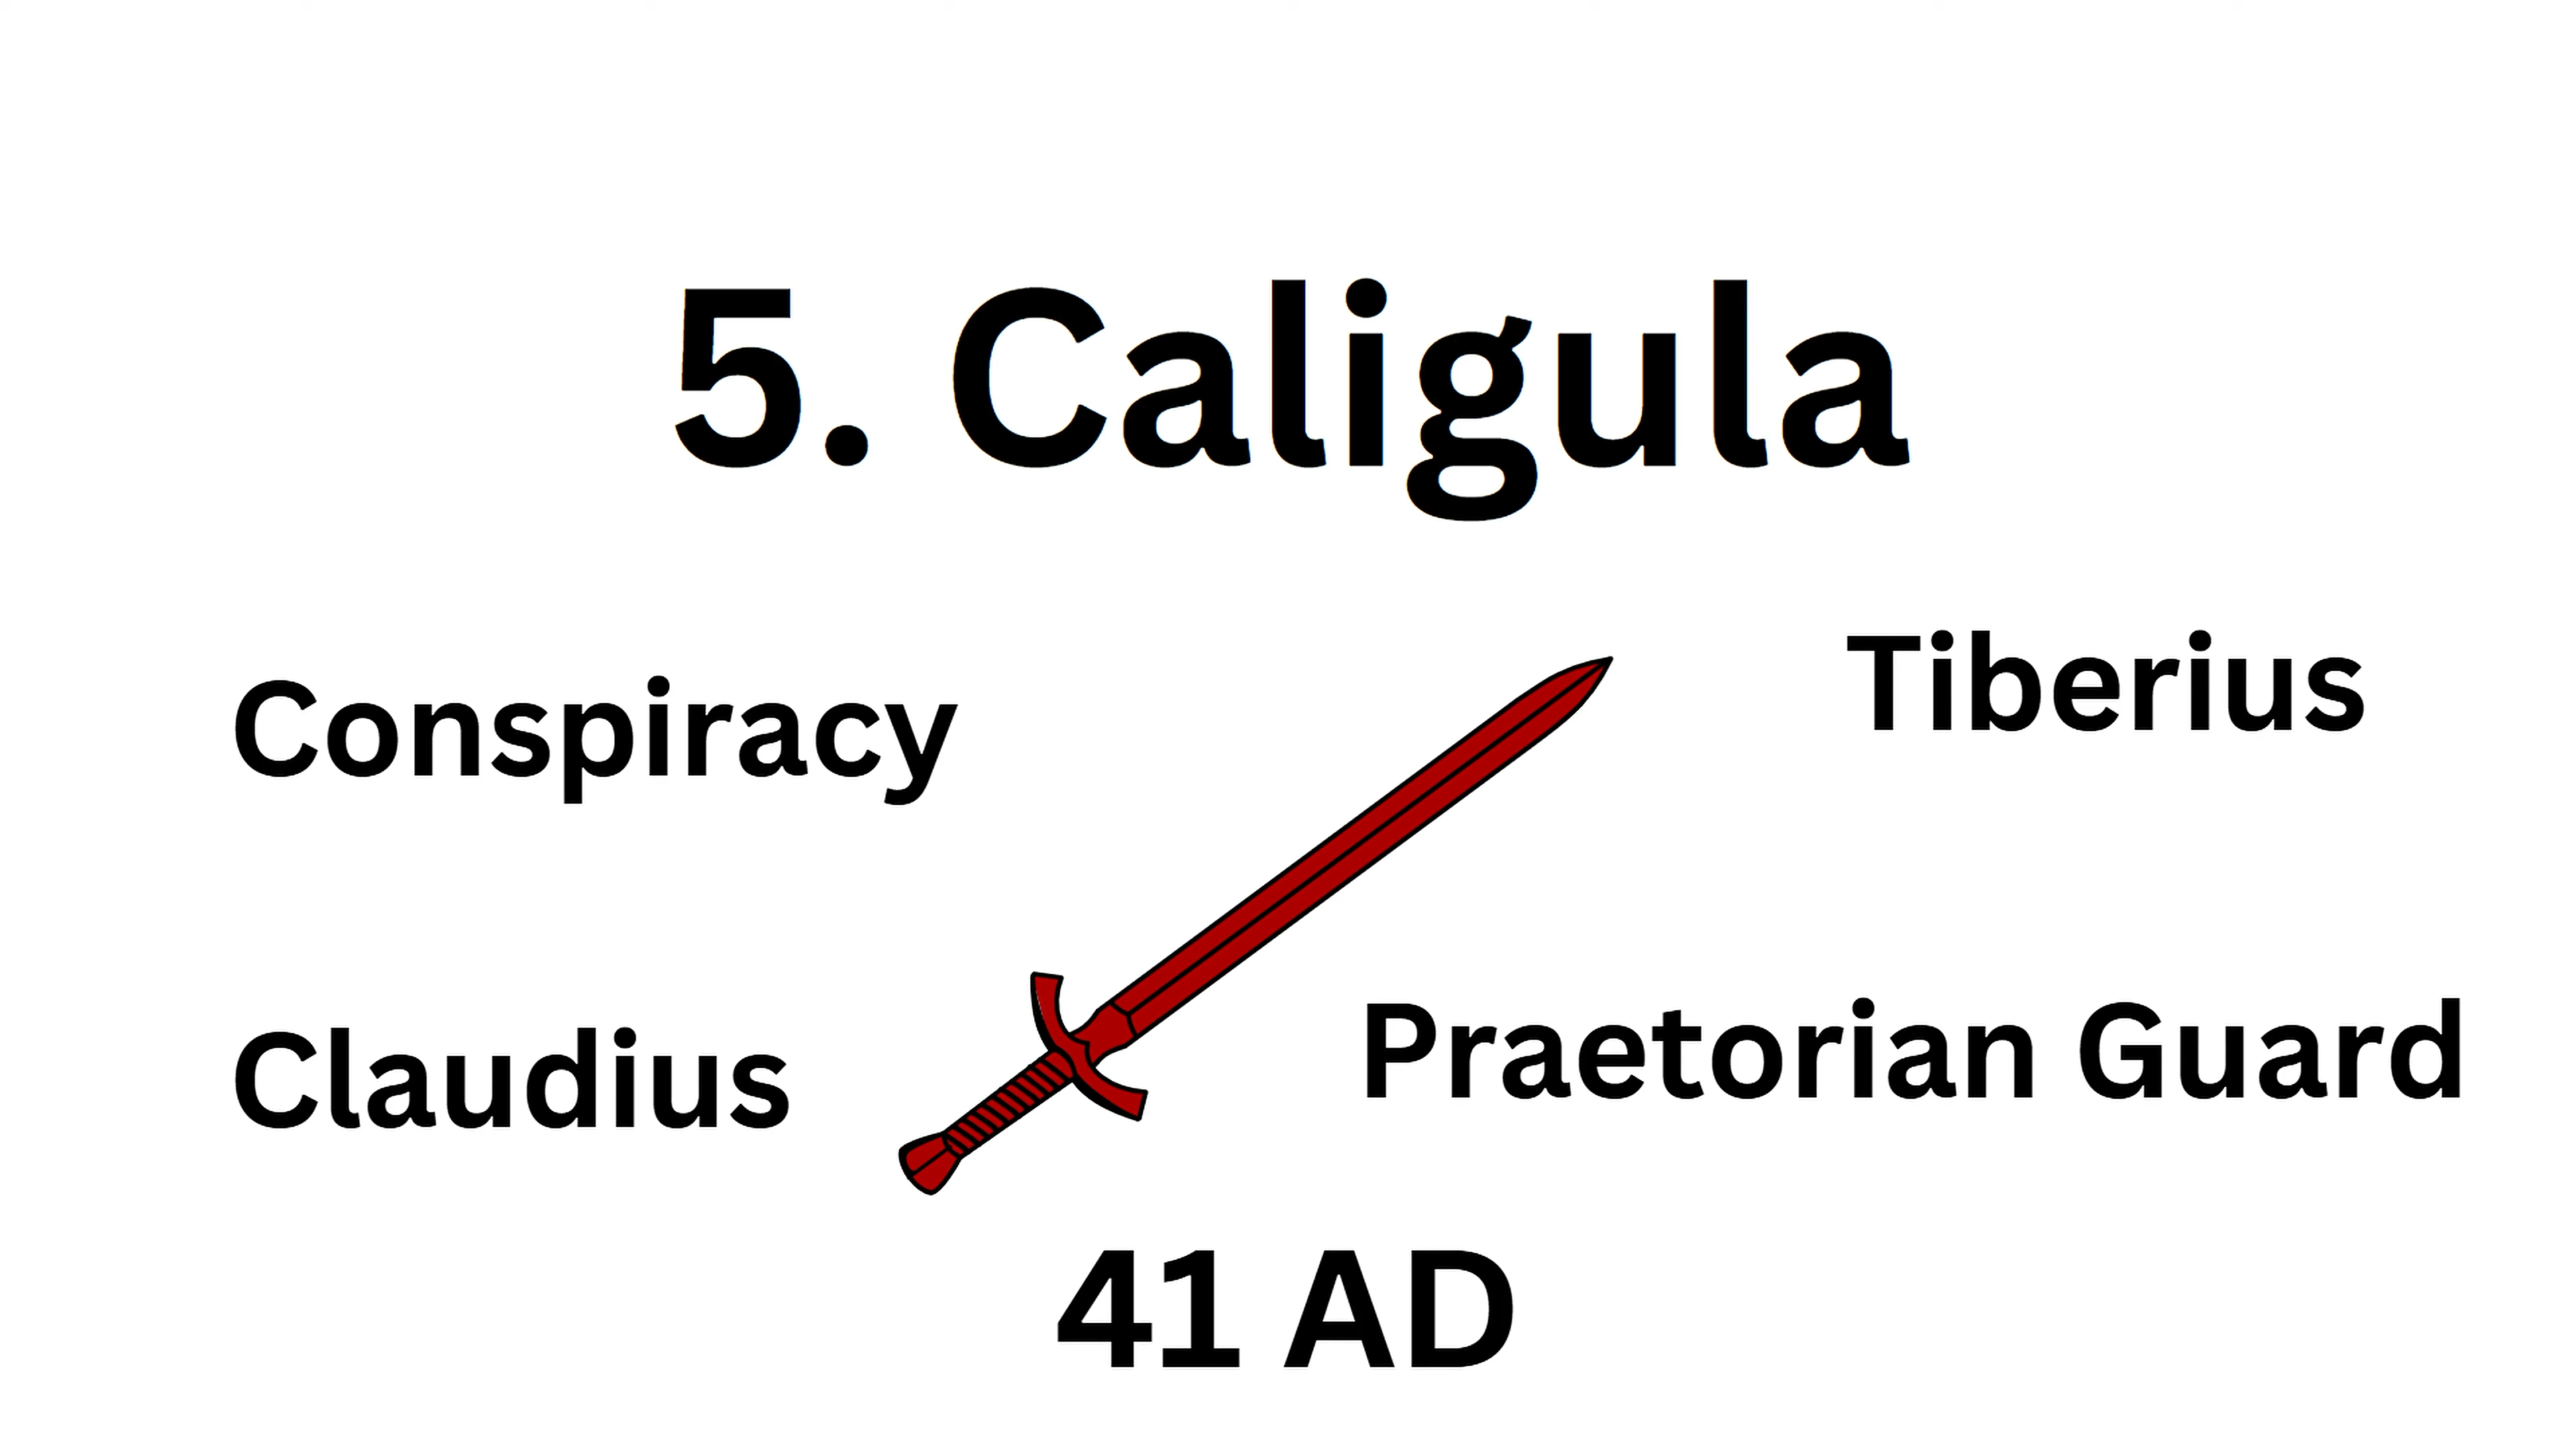 5. Caligula
Conspiracy
Tiberius
Claudius
Praetorian Guard
41 AD